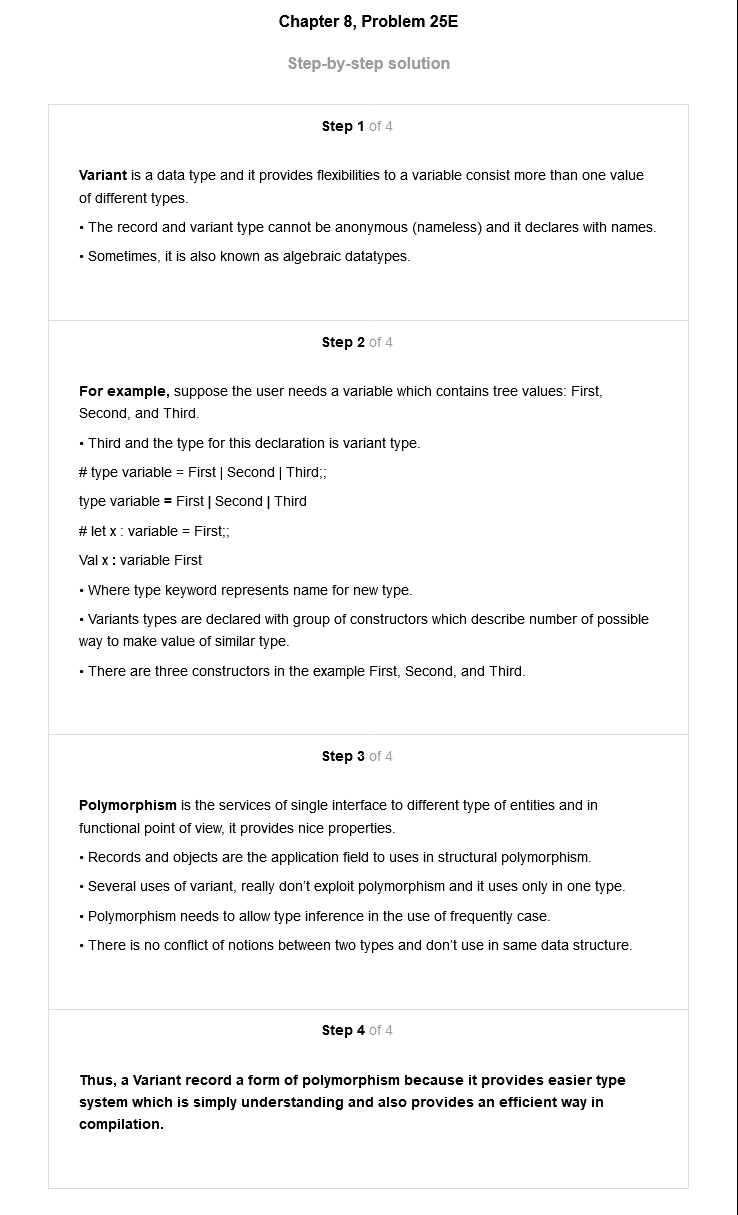 Chapter 8, Problem 25E
Step-by-step solution
Step 1 of 4
Variant is a data type and it provides flexibilities to a variable consist more than one value
of different types.
• The record and variant type cannot be anonymous (nameless) and it declares with names.
• Sometimes, it is also known as algebraic datatypes.
Step 2 of 4
For example, suppose the user needs a variable which contains tree values: First,
Second, and Third.
• Third and the type for this declaration is variant type.
# type variable = First | Second | Third;;
type variable = First | Second | Third
# let x : variable = First;;
Val x : variable First
• Where type keyword represents name for new type.
• Variants types are declared with group of constructors which describe number of possible
way to make value of similar type.
• There are three constructors in the example First, Second, and Third.
Step 3 of 4
Polymorphism is the services of single interface to different type of entities and in
functional point of view, it provides nice properties.
• Records and objects are the application field to uses in structural polymorphism.
• Several uses of variant, really don’t exploit polymorphism and it uses only in one type.
• Polymorphism needs to allow type inference in the use of frequently case.
• There is no conflict of notions between two types and don’t use in same data structure.
Step 4 of 4
Thus, a Variant record a form of polymorphism because it provides easier type
system which is simply understanding and also provides an efficient way in
compilation.